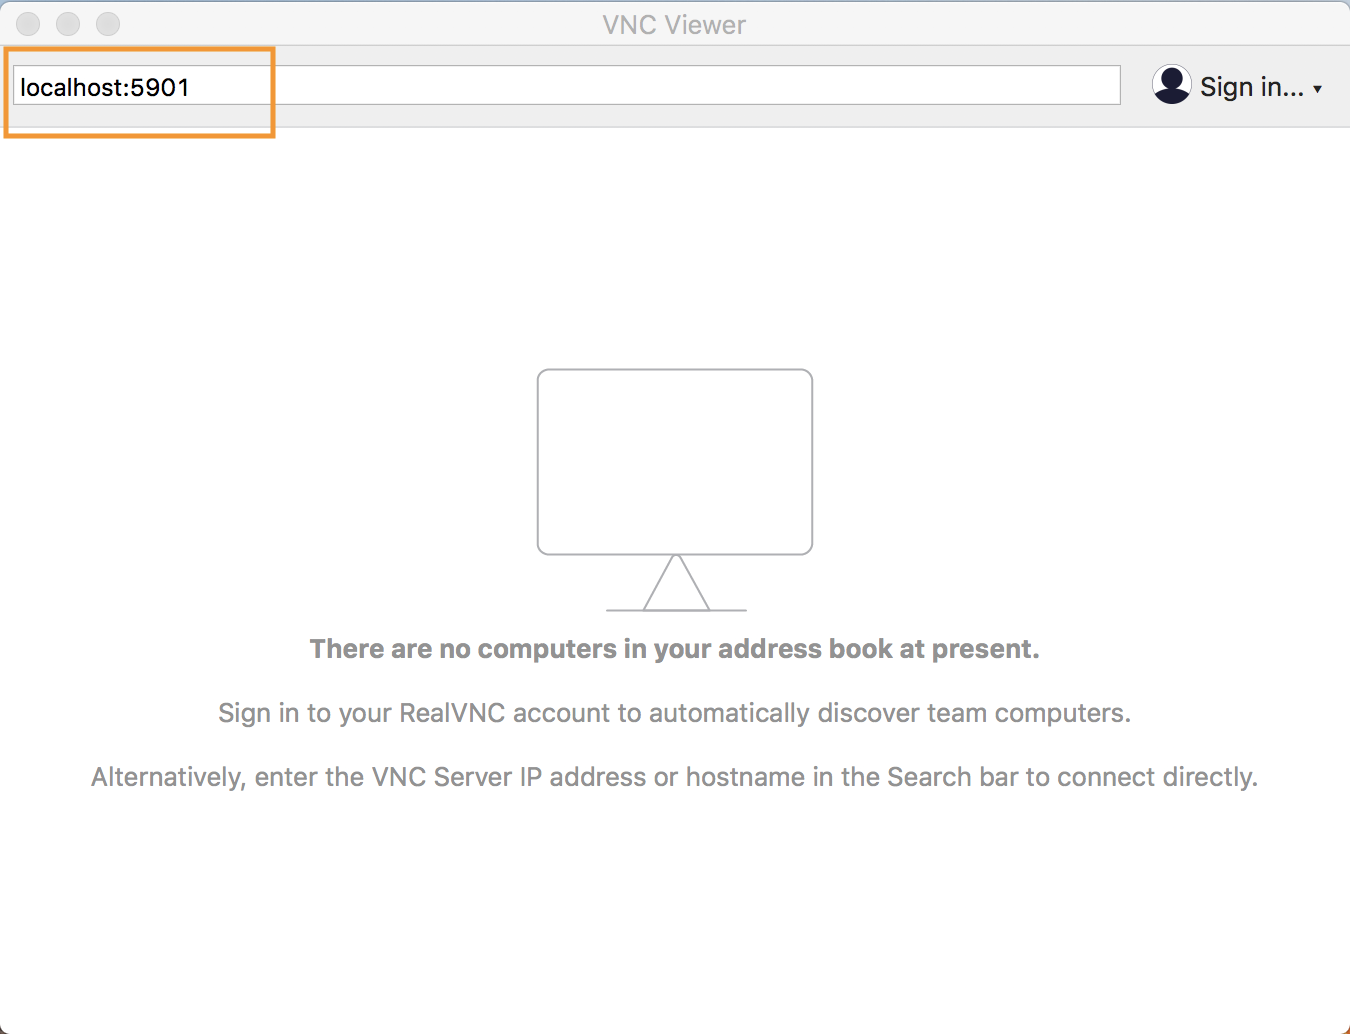 VNC Viewer
localhost:5901
Sign in... ▾
There are no computers in your address book at present.
Sign in to your RealVNC account to automatically discover team computers.
Alternatively, enter the VNC Server IP address or hostname in the Search bar to connect directly.